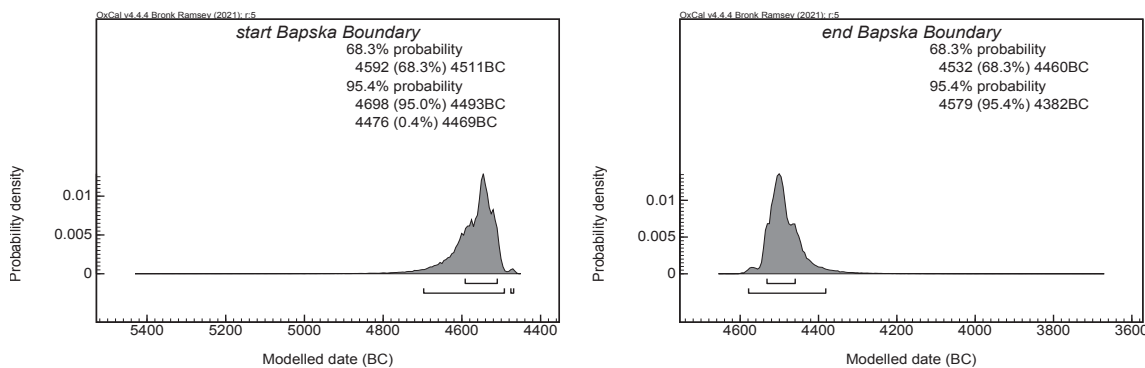 OxCal v4.4.4 Bronk Ramsey (2021); r:5
start Bapska Boundary
68.3% probability
4592 (68.3%) 4511BC
95.4% probability
4698 (95.0%) 4493BC
4476 (0.4%) 4469BC
Probability density
0.01
0.005
0
5400 5200 5000 4800 4600 4400
Modelled date (BC)
OxCal v4.4.4 Bronk Ramsey (2021); r:5
end Bapska Boundary
68.3% probability
4532 (68.3%) 4460BC
95.4% probability
4579 (95.4%) 4382BC
Probability density
0.01
0.005
0
4600 4400 4200 4000 3800 3600
Modelled date (BC)